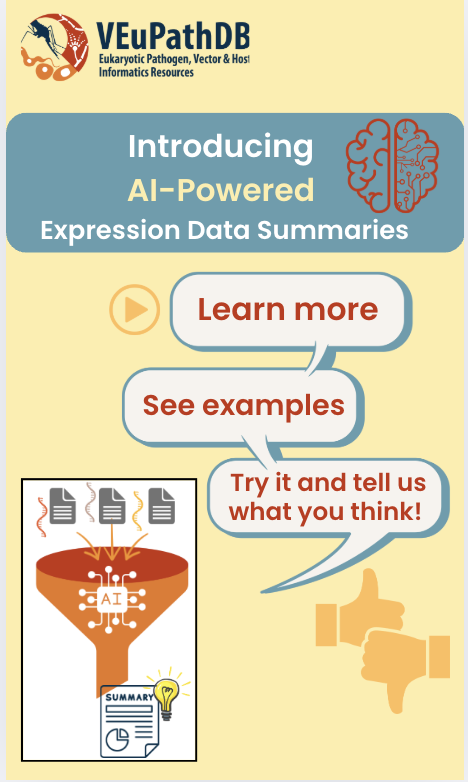 VEuPathDB
Eukaryotic Pathogen, Vector & Host
Informatics Resources
Introducing
AI-Powered
Expression Data Summaries
Learn more
See examples
Try it and tell us
what you think!
AI
SUMMARY